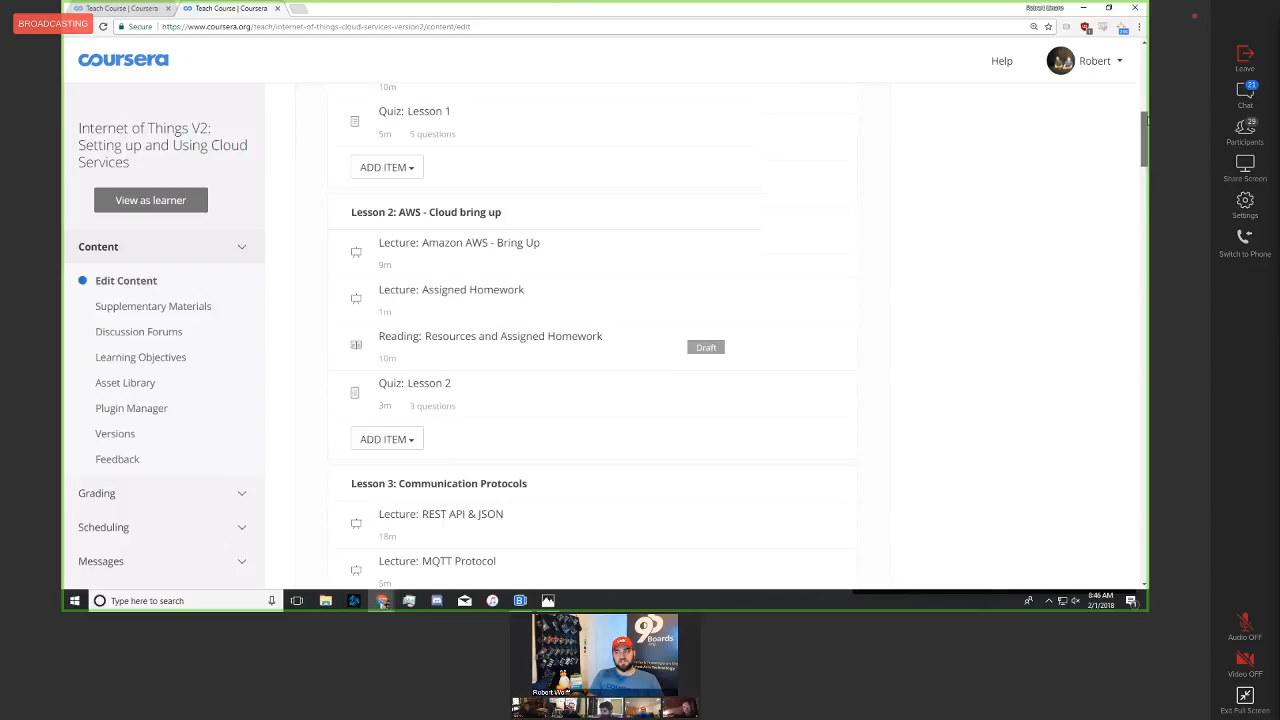 BROADCASTING
Teach Course | Coursera
Teach Course | Coursera
Secure
https://www.coursera.org/teach/internet-of-things-cloud-services-version2/content/edit
coursera
Help
Robert
Internet of Things V2:
Setting up and Using Cloud
Services
View as learner
Content
Edit Content
Supplementary Materials
Discussion Forums
Learning Objectives
Asset Library
Plugin Manager
Versions
Feedback
Grading
Scheduling
Messages
10m
Quiz: Lesson 1
5m 5 questions
ADD ITEM
Lesson 2: AWS - Cloud bring up
Lecture: Amazon AWS - Bring Up
9m
Lecture: Assigned Homework
1m
Reading: Resources and Assigned Homework
Draft
10m
Quiz: Lesson 2
3m 3 questions
ADD ITEM
Lesson 3: Communication Protocols
Lecture: REST API & JSON
18m
Lecture: MQTT Protocol
5m
Type here to search
8:46 AM
2/1/2018
Leave
21
Chat
29
Participants
Share Screen
Settings
Switch to Phone
Audio OFF
Video OFF
Exit Full Screen
96
Boards
.org
Robert Wolff